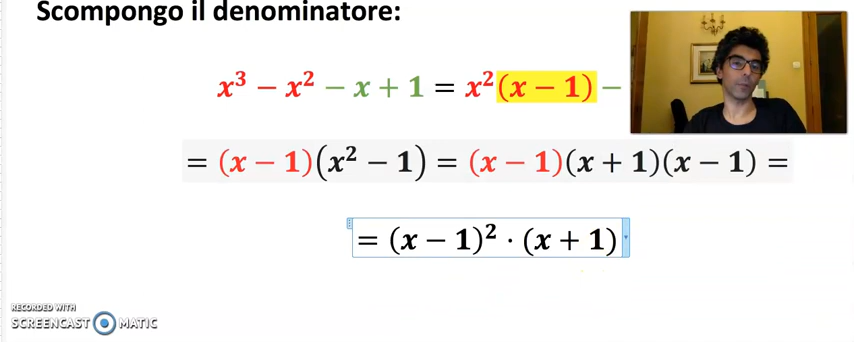 Scompongo il denominatore:
x³ − x² − x + 1 = x²(x − 1) −
= (x − 1)(x² − 1) = (x − 1)(x + 1)(x − 1) =
= (x − 1)² · (x + 1)
RECORDED WITH
SCREENCAST MATIC